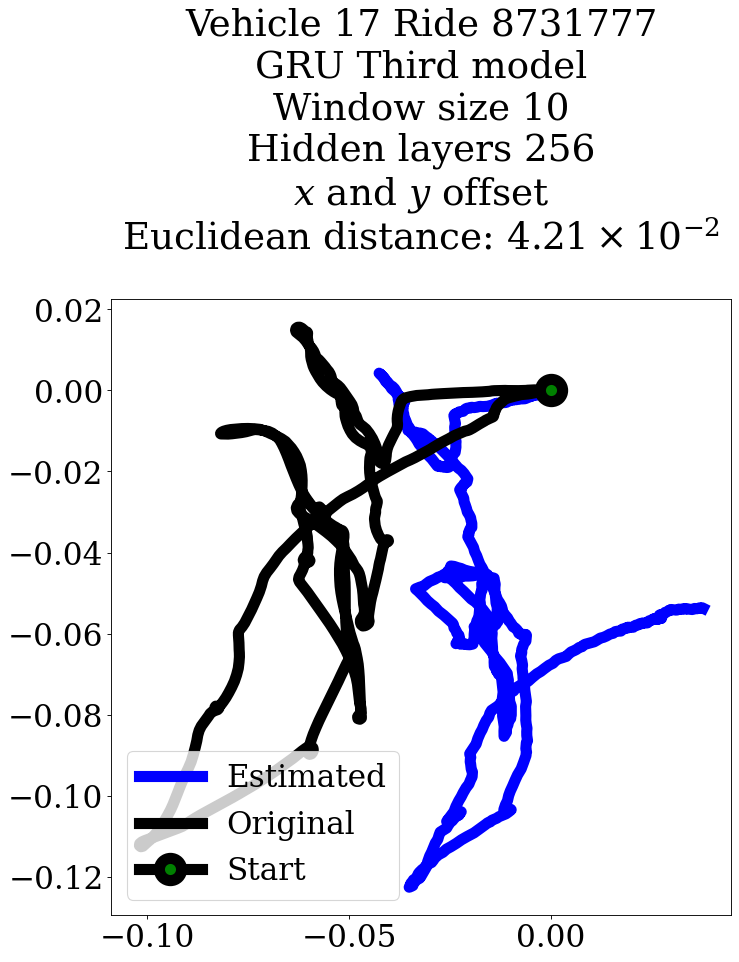 Vehicle 17 Ride 8731777
GRU Third model
Window size 10
Hidden layers 256
x and y offset
Euclidean distance: 4.21 × 10⁻²
0.02
0.00
−0.02
−0.04
−0.06
−0.08
−0.10
−0.12
Estimated
Original
Start
−0.10 −0.05 0.00